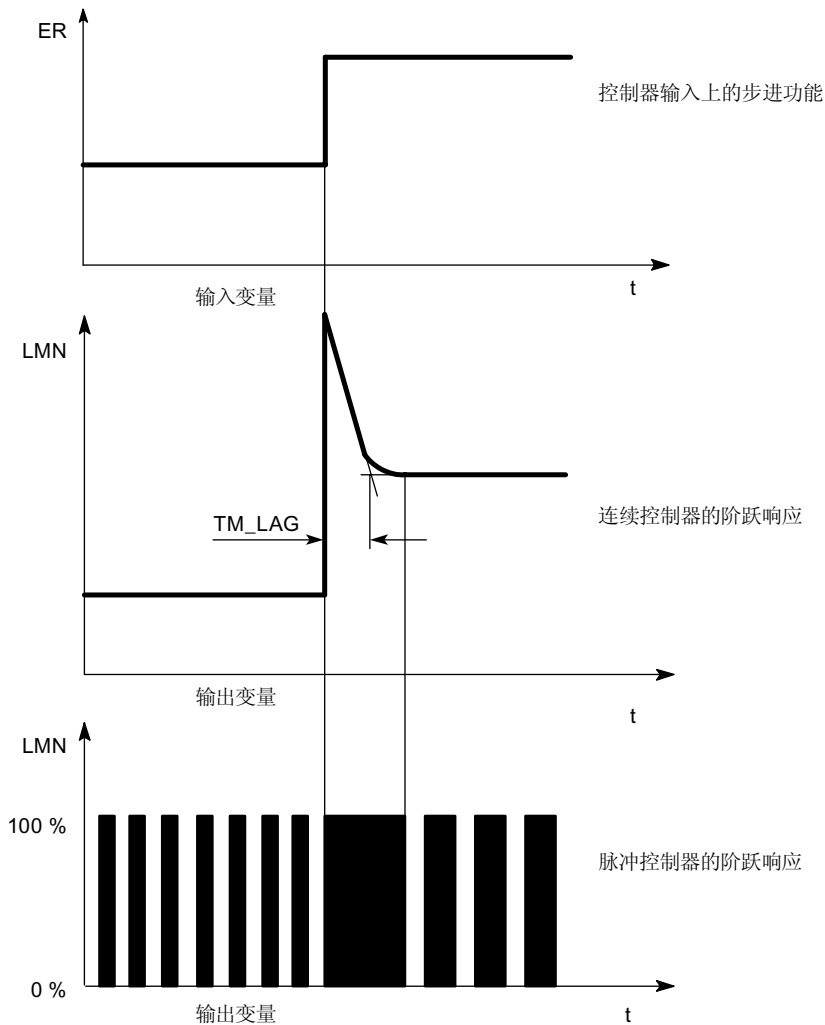 ER
控制器输入上的步进功能
输入变量
t
LMN
TM_LAG
连续控制器的阶跃响应
输出变量
t
LMN
100 %
脉冲控制器的阶跃响应
0 %
输出变量
t